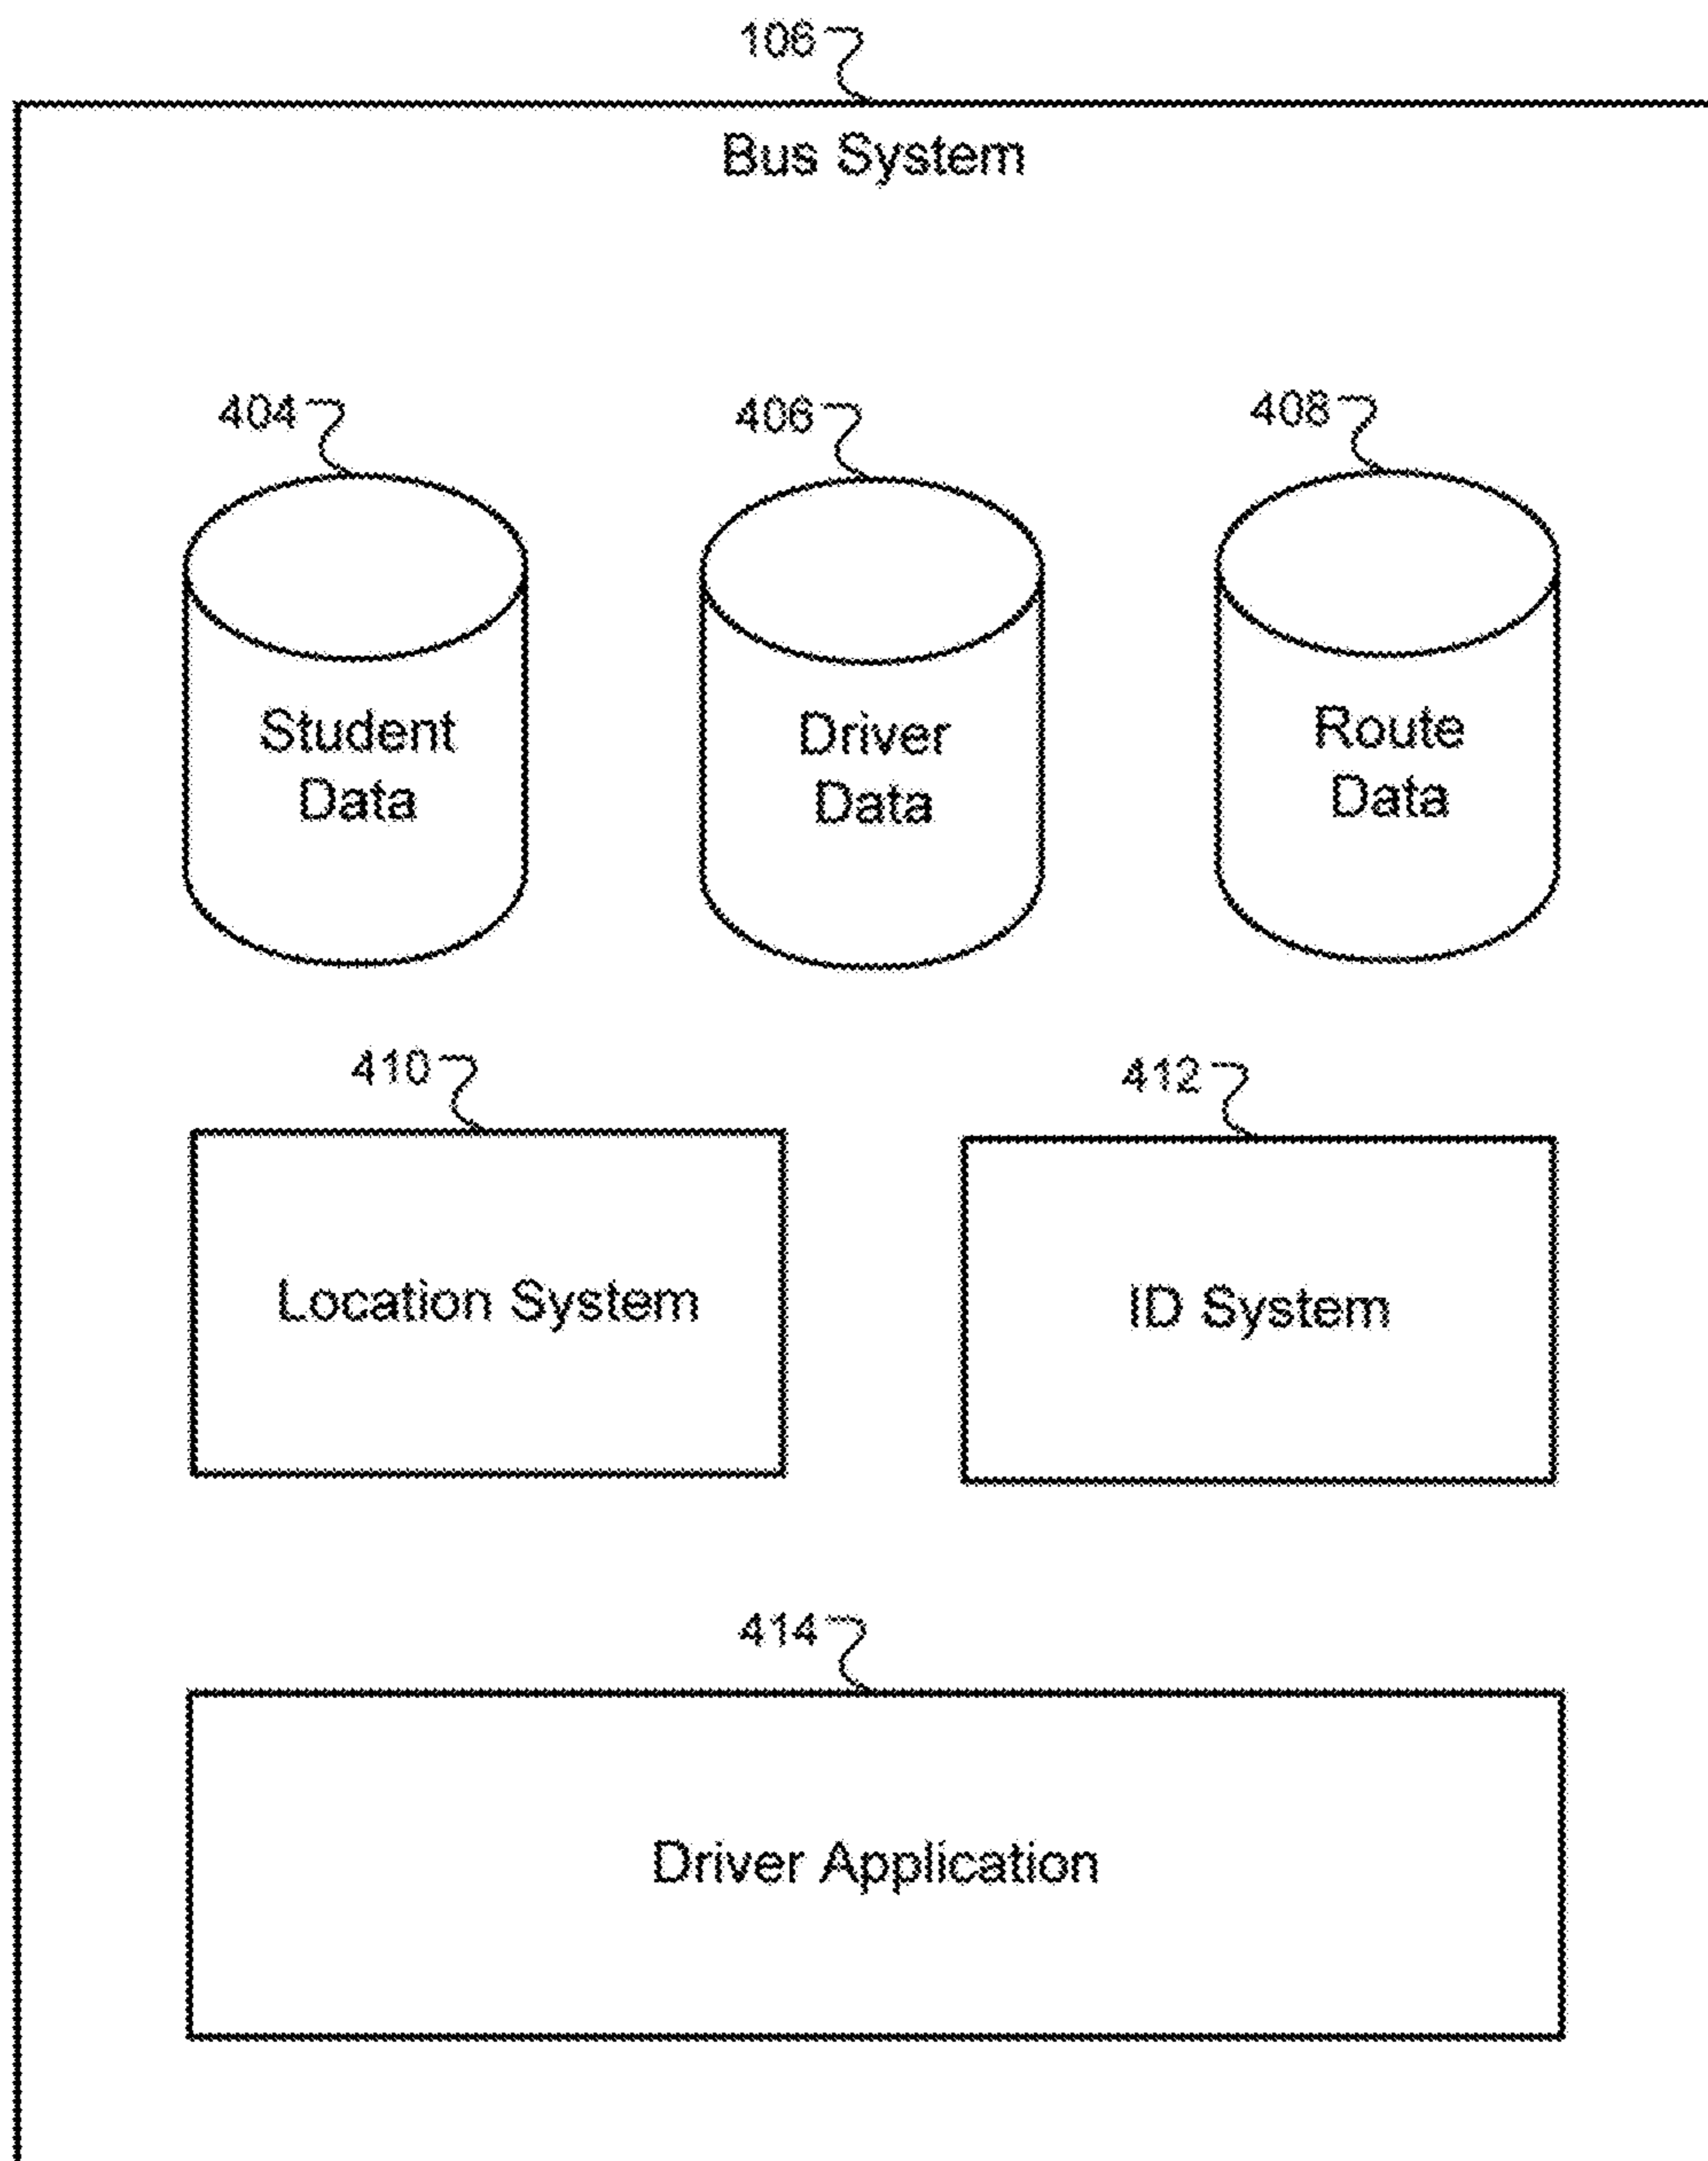 106
Bus System
404
406
408
Student
Data
Driver
Data
Route
Data
410
412
Location System
ID System
414
Driver Application